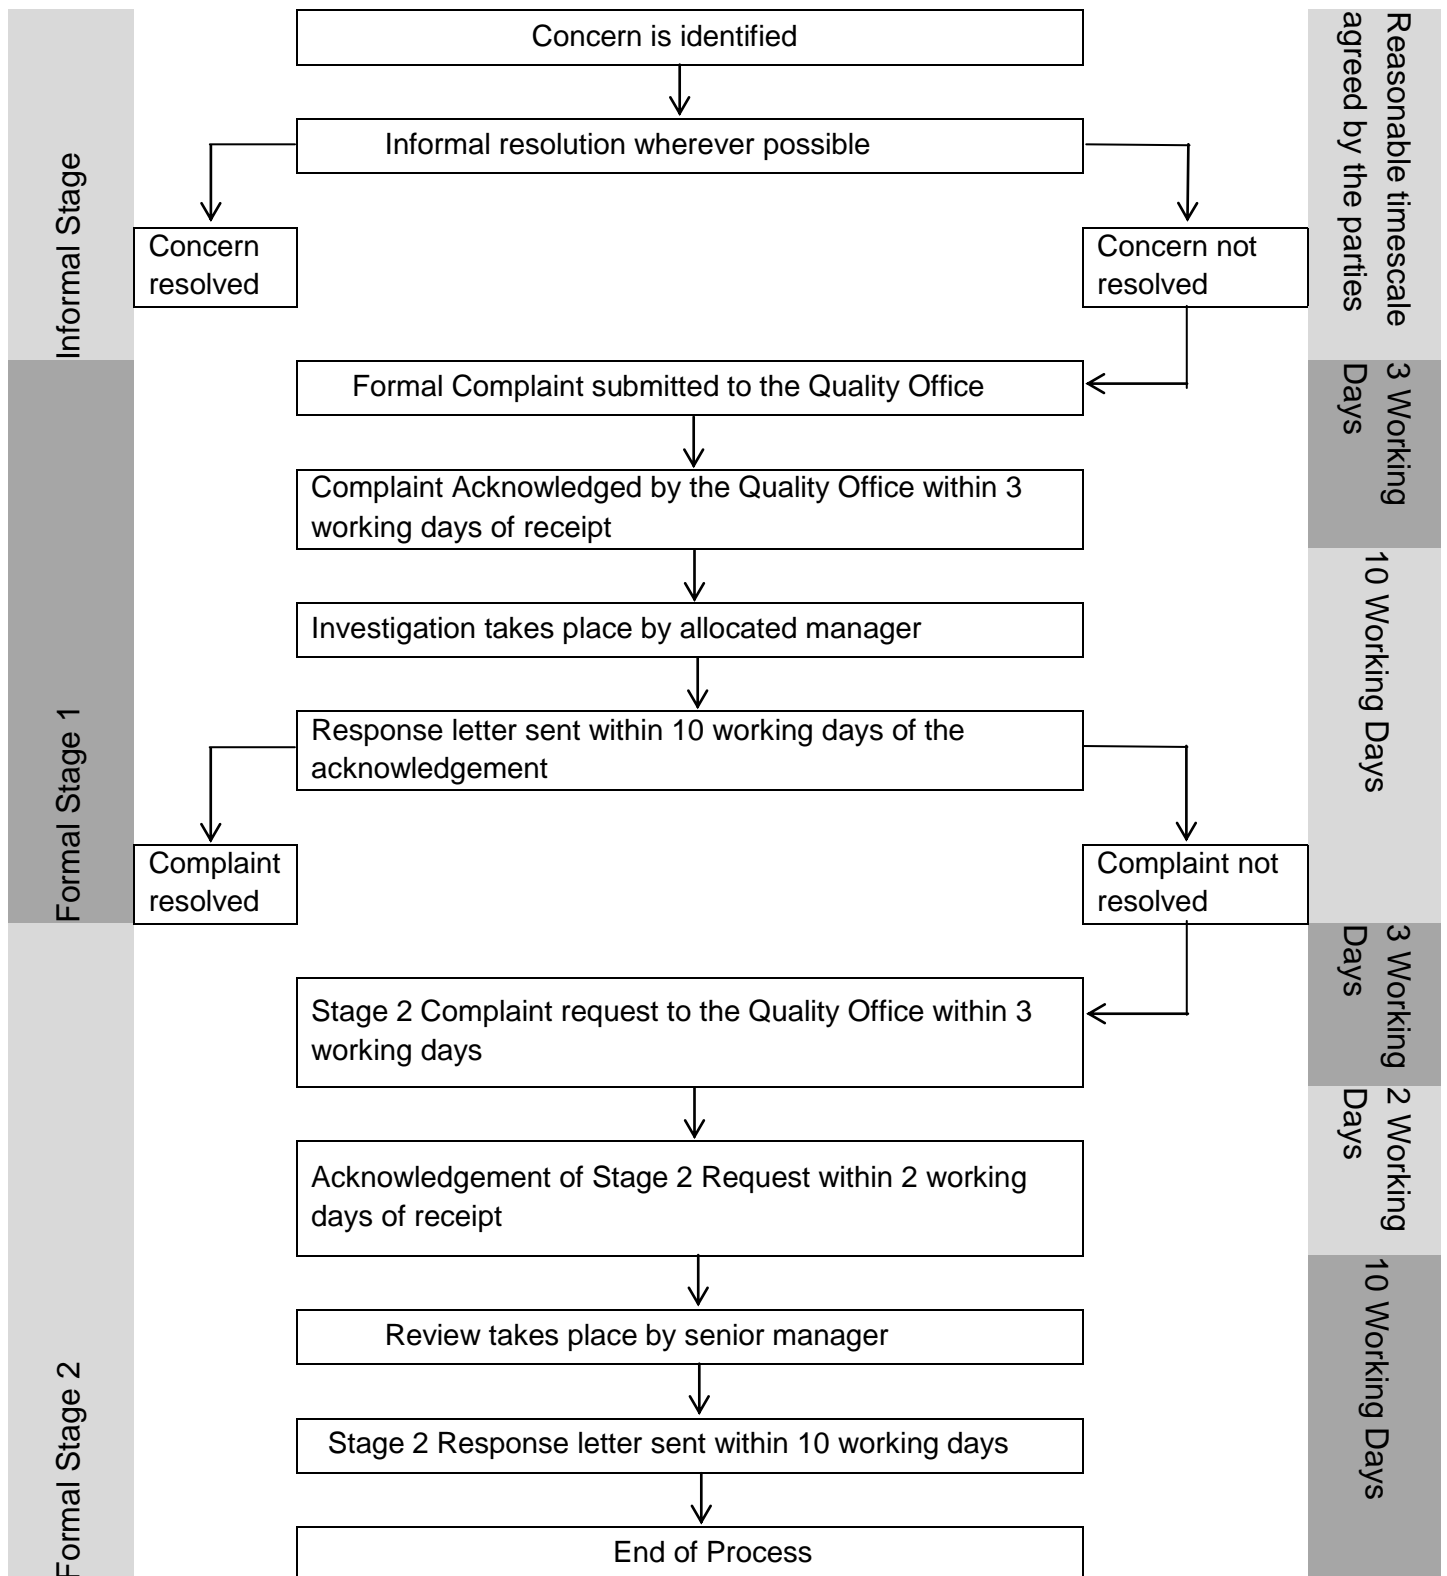 Concern is identified
Reasonable timescale
agreed by the parties
Informal resolution wherever possible
Informal Stage
Concern
resolved
Concern not
resolved
Formal Complaint submitted to the Quality Office
3 Working
Days
Complaint Acknowledged by the Quality Office within 3
working days of receipt
Investigation takes place by allocated manager
10 Working Days
Formal Stage 1
Response letter sent within 10 working days of the
acknowledgement
Complaint
resolved
Complaint not
resolved
3 Working
Days
Stage 2 Complaint request to the Quality Office within 3
working days
2 Working
Days
Acknowledgement of Stage 2 Request within 2 working
days of receipt
Review takes place by senior manager
10 Working Days
Formal Stage 2
Stage 2 Response letter sent within 10 working days
End of Process